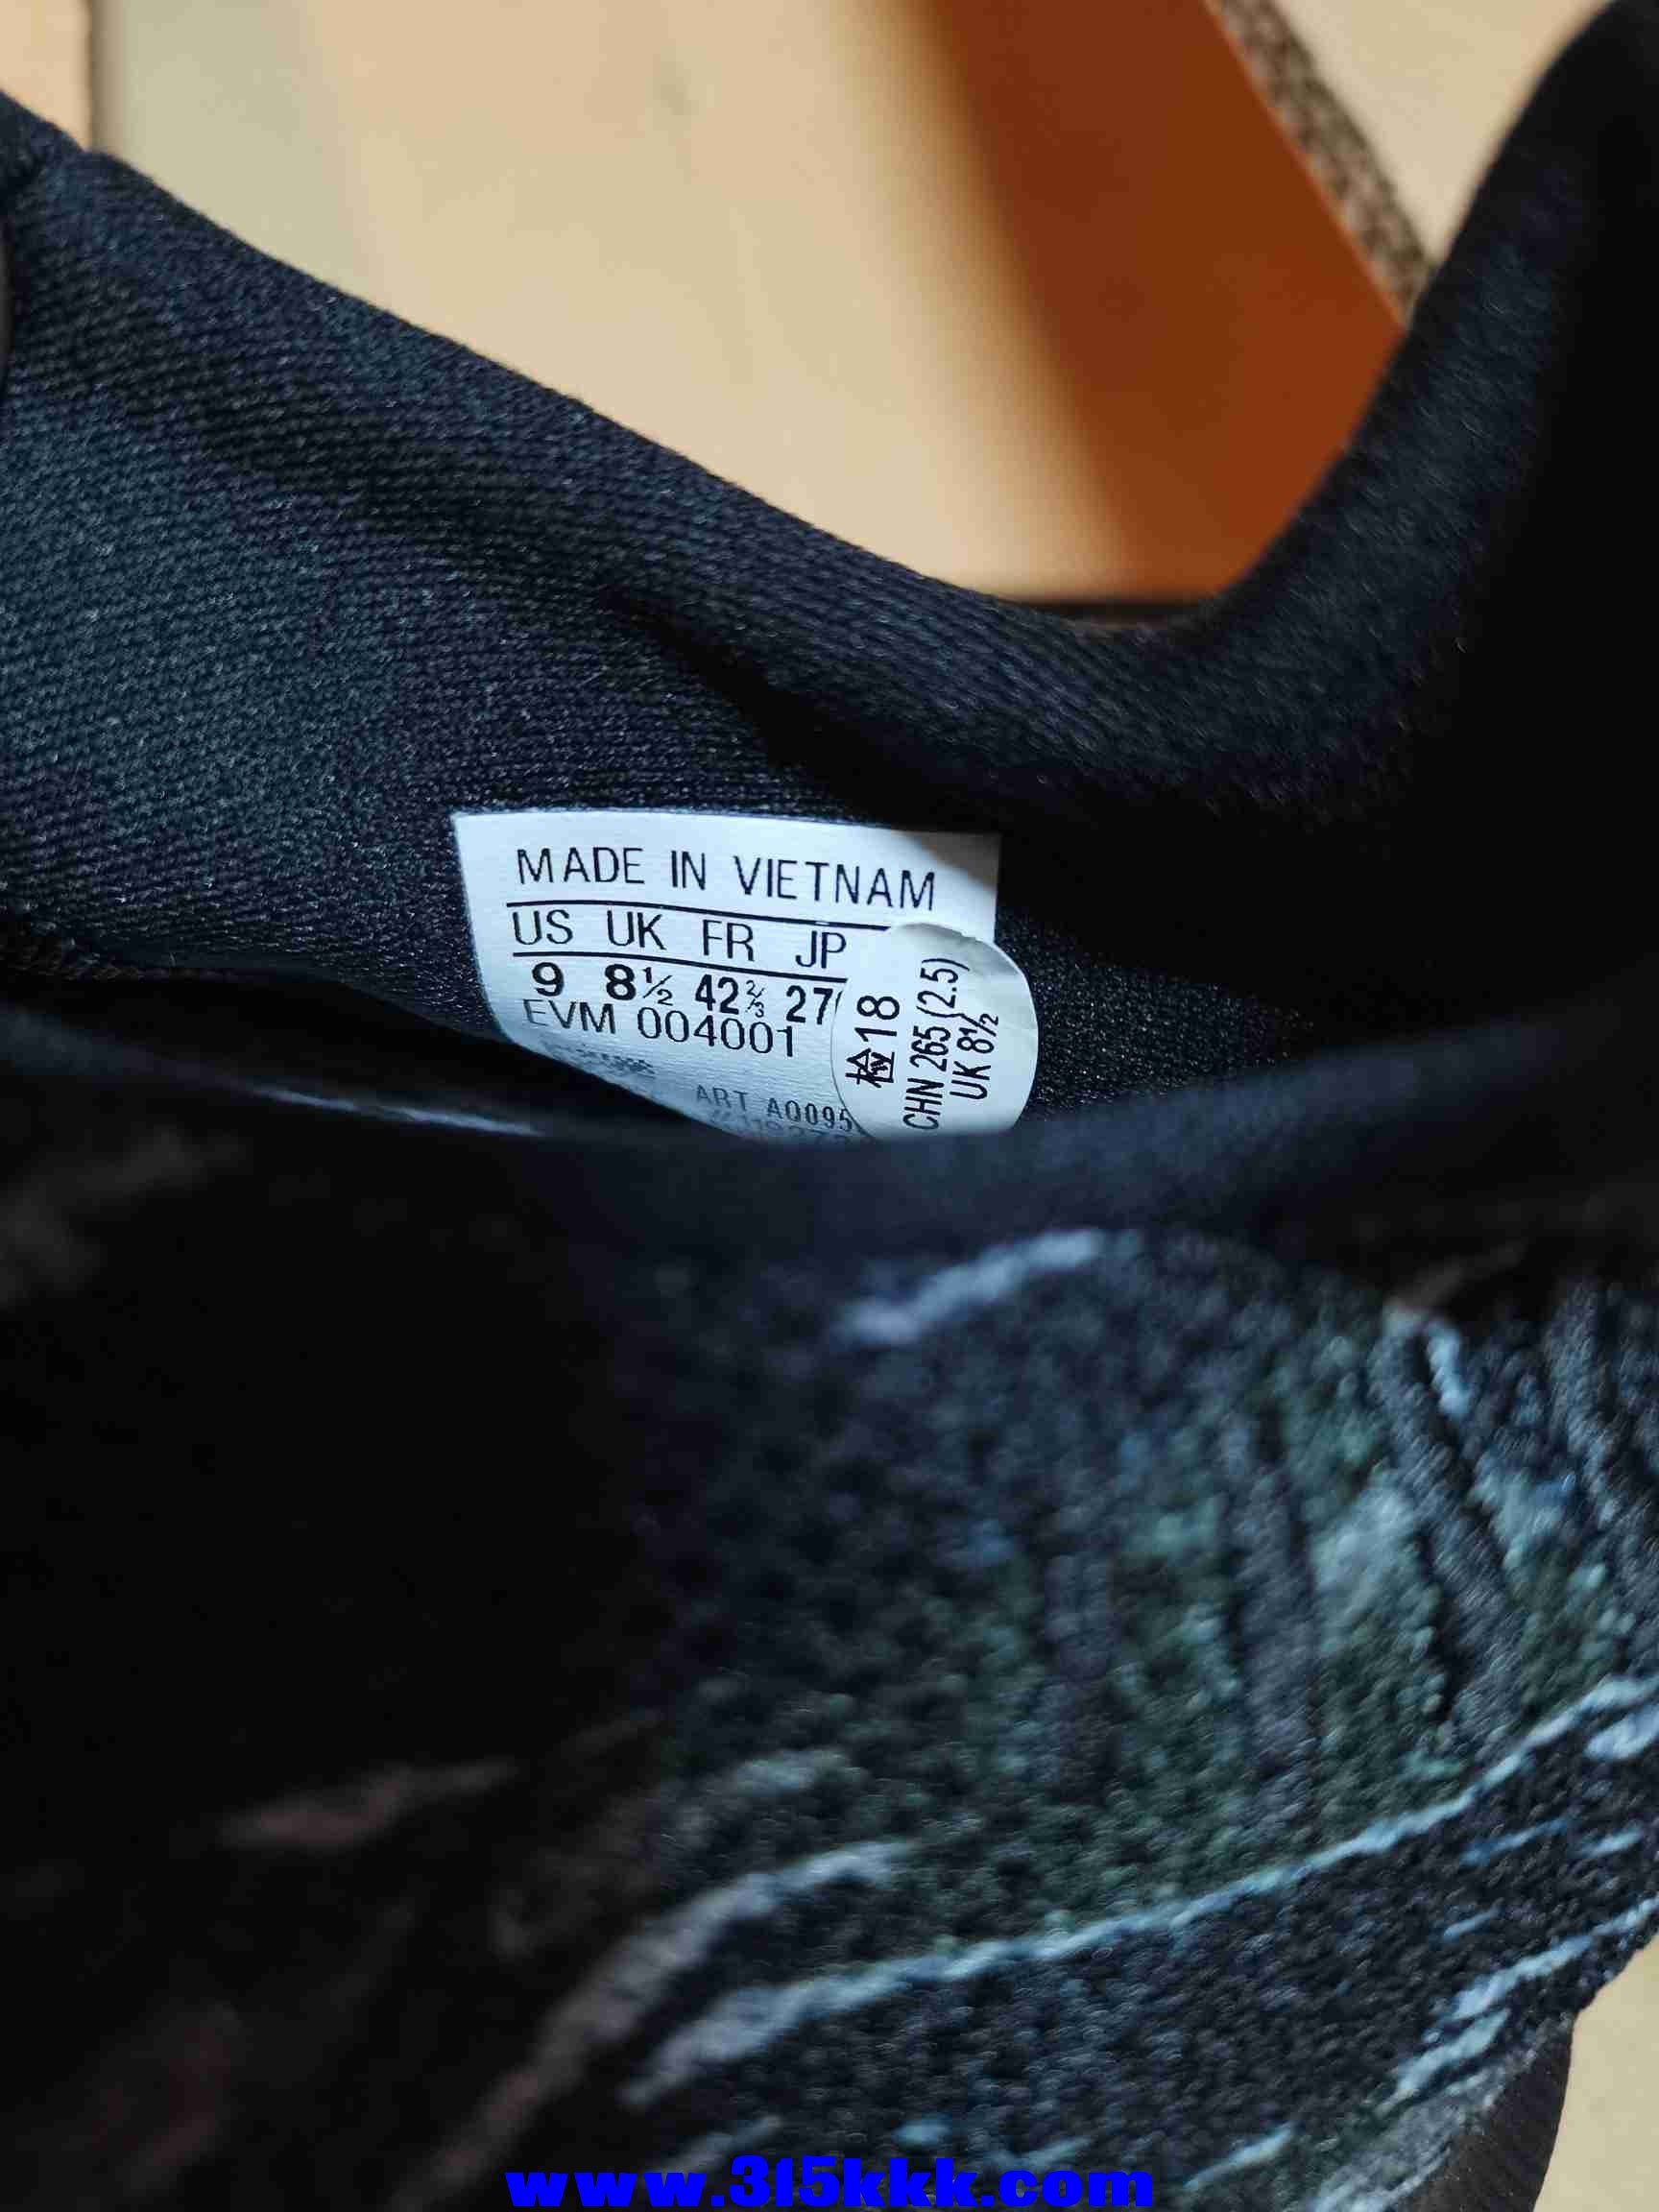 MADE IN VIETNAM
US UK FR JP
9 8½ 42⅔ 27
EVM 004001
ART AQ095
检18
CHN 265 (2.5)
UK 8½
www.315kkk.com